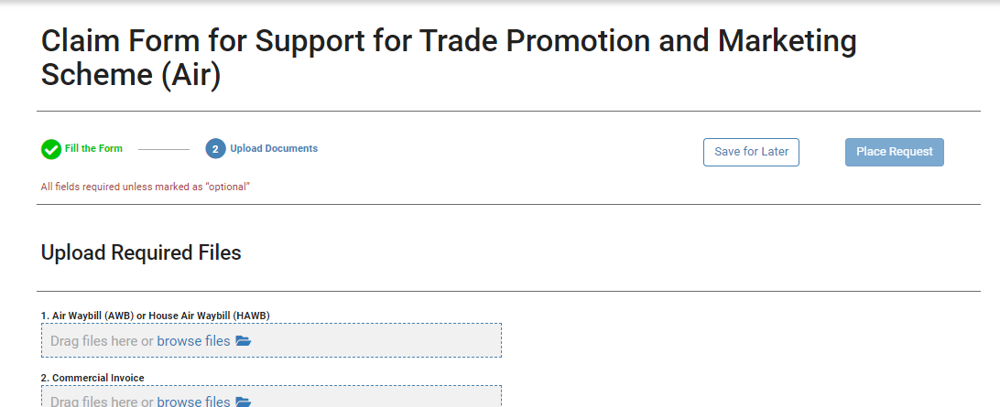 Claim Form for Support for Trade Promotion and Marketing
Scheme (Air)
Fill the Form
2 Upload Documents
Save for Later
Place Request
All fields required unless marked as “optional”
Upload Required Files
1. Air Waybill (AWB) or House Air Waybill (HAWB)
Drag files here or browse files
2. Commercial Invoice
Drag files here or browse files